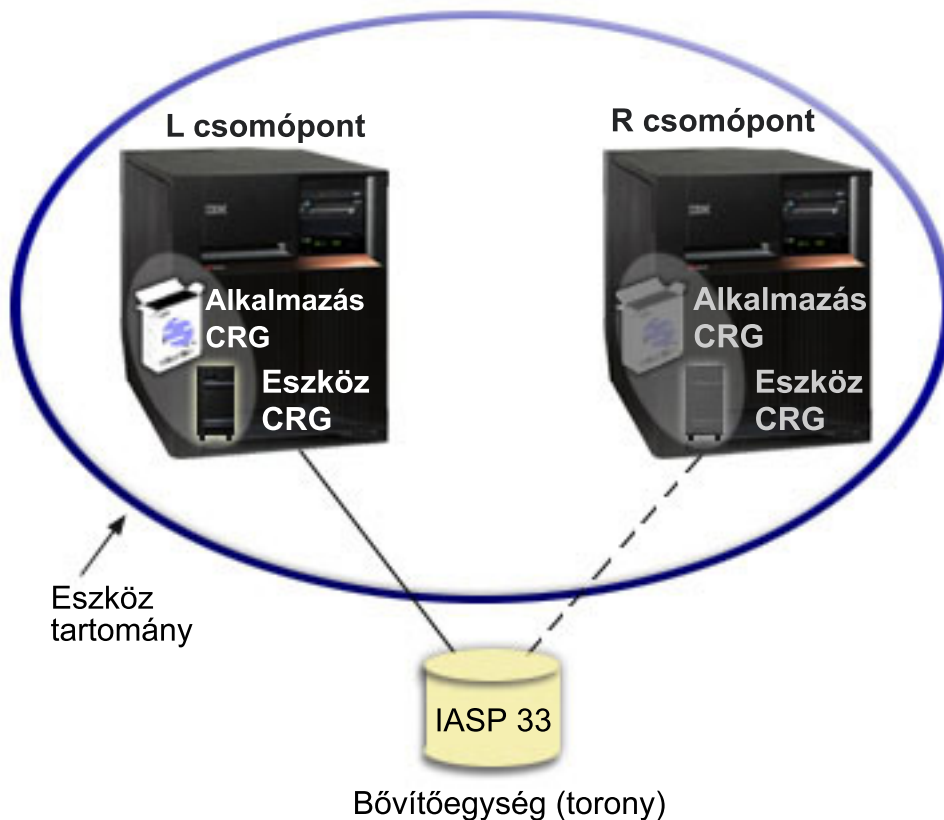 L csomópont
R csomópont
IBM
IBM
Alkalmazás
CRG
Eszköz
CRG
Alkalmazás
CRG
Eszköz
CRG
Eszköz
tartomány
IASP 33
Bővítőegység (torony)